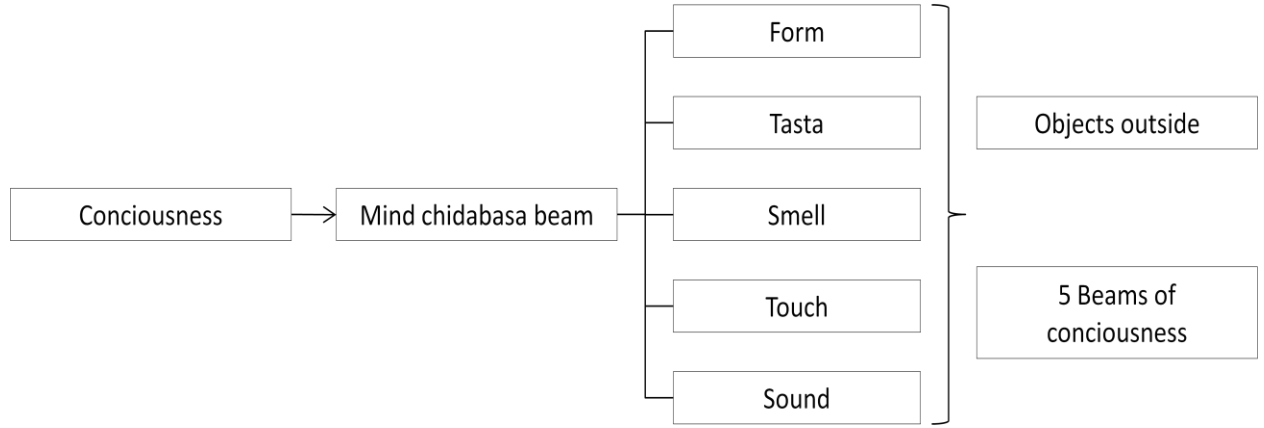 Conciousness
Mind chidabasa beam
Form
Tasta
Smell
Touch
Sound
Objects outside
5 Beams of
conciousness